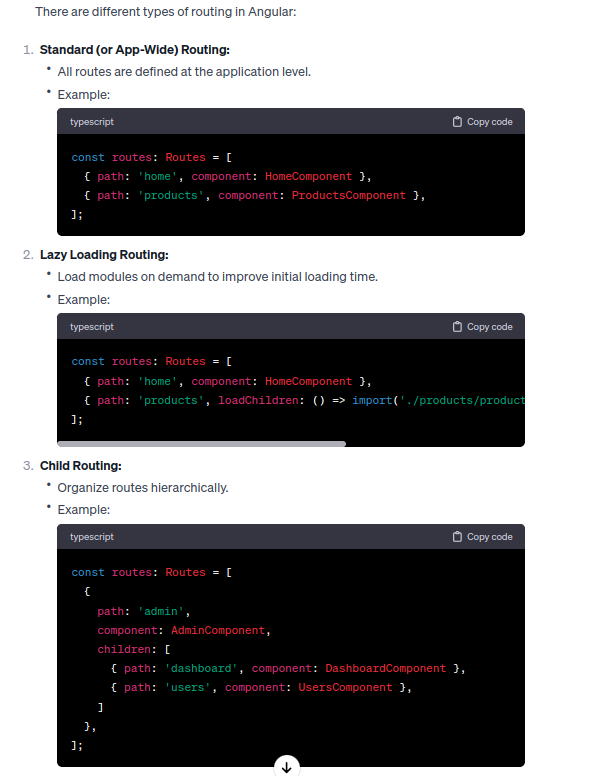 There are different types of routing in Angular:
1. Standard (or App-Wide) Routing:
• All routes are defined at the application level.
• Example:
typescript Copy code
const routes: Routes = [
{ path: 'home', component: HomeComponent },
{ path: 'products', component: ProductsComponent },
];
2. Lazy Loading Routing:
• Load modules on demand to improve initial loading time.
• Example:
typescript Copy code
const routes: Routes = [
{ path: 'home', component: HomeComponent },
{ path: 'products', loadChildren: () => import('./products/product
];
3. Child Routing:
• Organize routes hierarchically.
• Example:
typescript Copy code
const routes: Routes = [
{
path: 'admin',
component: AdminComponent,
children: [
{ path: 'dashboard', component: DashboardComponent },
{ path: 'users', component: UsersComponent },
]
},
];